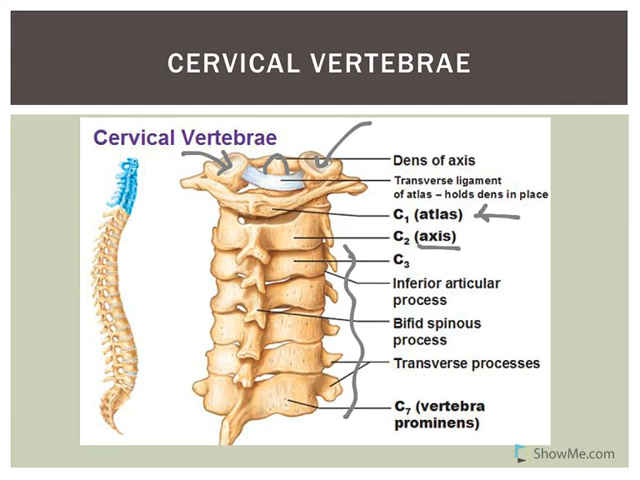 CERVICAL VERTEBRAE
Cervical Vertebrae
Dens of axis
Transverse ligament
of atlas – holds dens in place
C₁ (atlas)
C₂ (axis)
C₃
Inferior articular
process
Bifid spinous
process
Transverse processes
C₇ (vertebra
prominens)
ShowMe.com